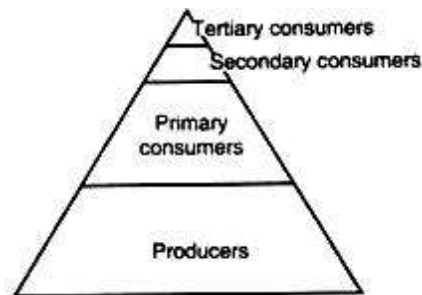 Tertiary consumers
Secondary consumers
Primary
consumers
Producers